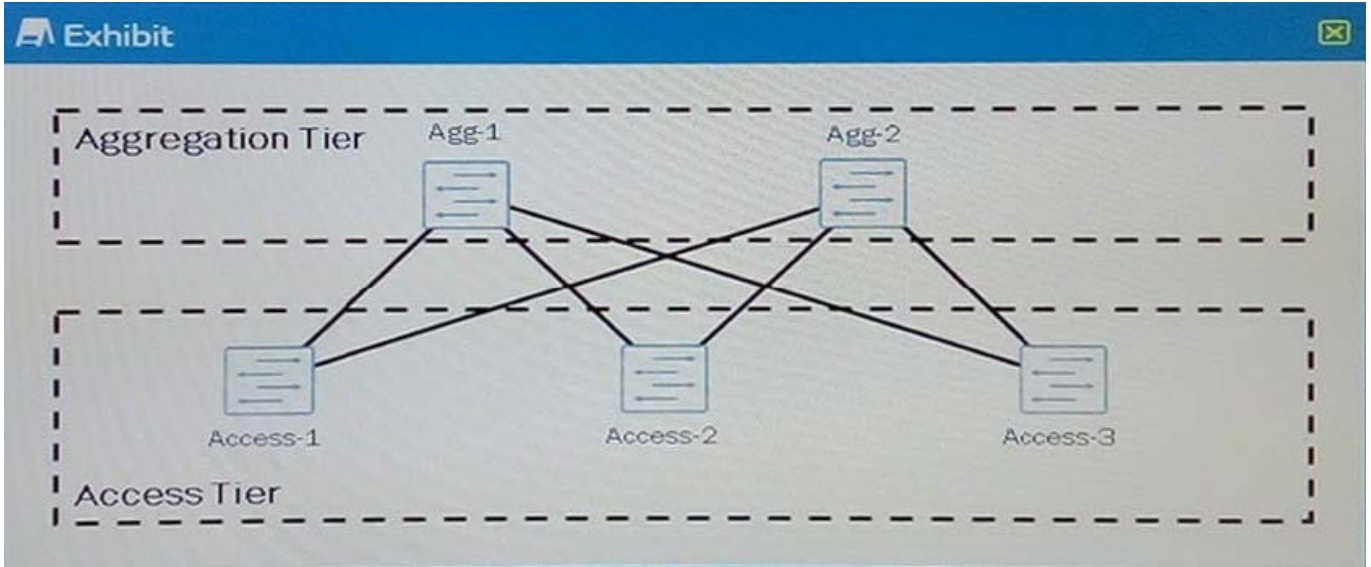 Exhibit
Aggregation Tier
Agg-1
Agg-2
Access-1
Access-2
Access-3
Access Tier